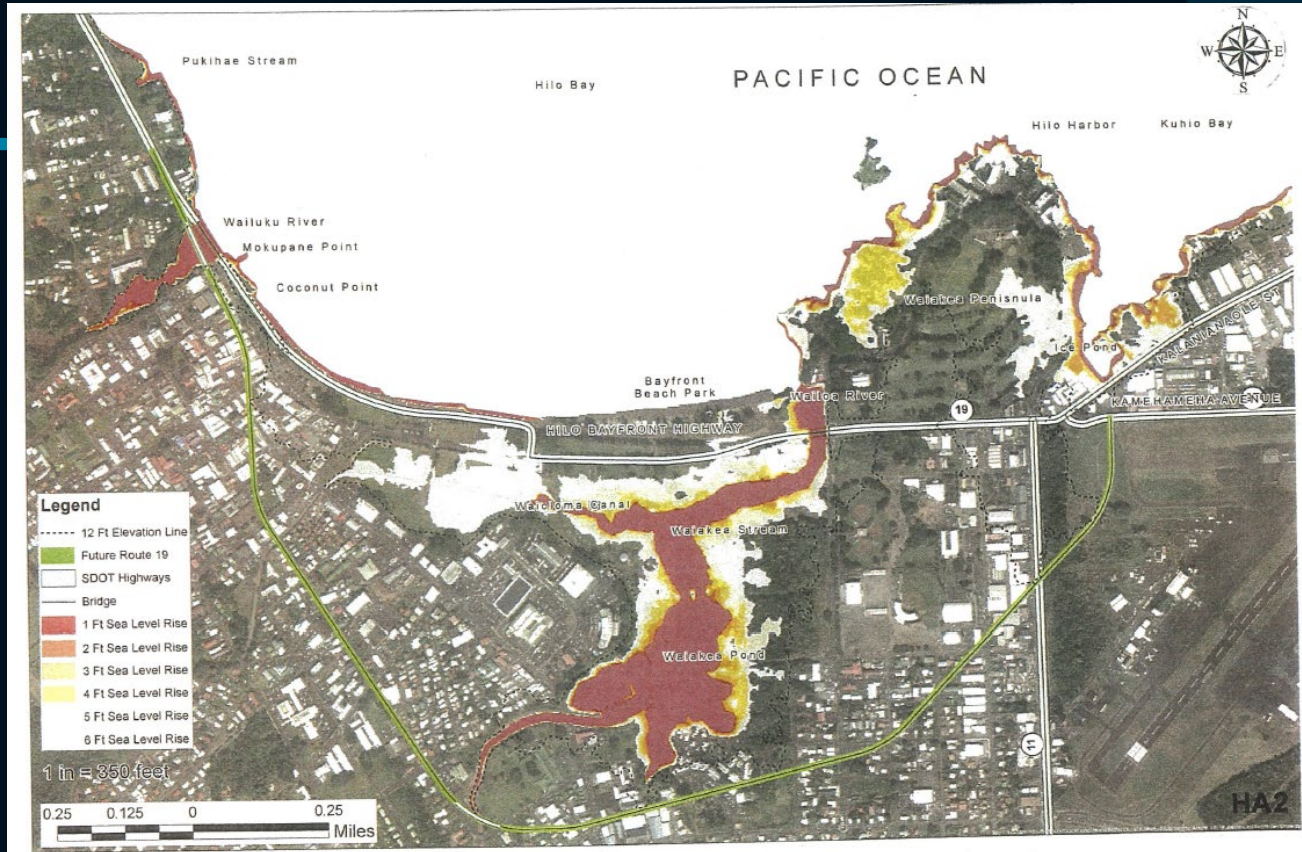 N
W E
S
Pukihae Stream
Hilo Bay
PACIFIC OCEAN
Hilo Harbor
Kuhio Bay
Wailuku River
Mokupane Point
Coconut Point
Waiakea Penisnula
Ice Pond
KALANIANAOLE ST
Bayfront
Beach Park
Wailoa River
19
KAMEHAMEHA AVENUE
HILO BAYFRONT HIGHWAY
Waioloma Canal
Waiakea Stream
Waiakea Pond
11
Legend
12 Ft Elevation Line
Future Route 19
SDOT Highways
Bridge
1 Ft Sea Level Rise
2 Ft Sea Level Rise
3 Ft Sea Level Rise
4 Ft Sea Level Rise
5 Ft Sea Level Rise
6 Ft Sea Level Rise
1 in = 350 feet
0.25 0.125 0 0.25
Miles
HA2